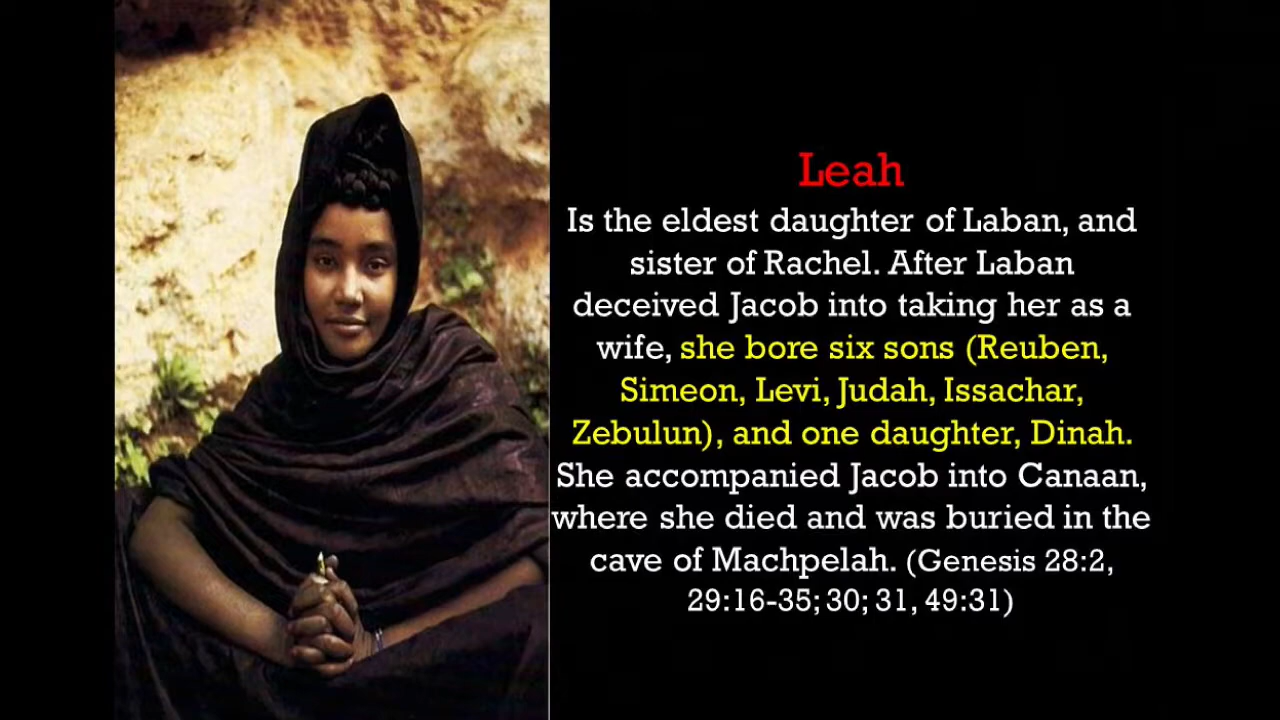 Leah
Is the eldest daughter of Laban, and
sister of Rachel. After Laban
deceived Jacob into taking her as a
wife, she bore six sons (Reuben,
Simeon, Levi, Judah, Issachar,
Zebulun), and one daughter, Dinah.
She accompanied Jacob into Canaan,
where she died and was buried in the
cave of Machpelah. (Genesis 28:2,
29:16-35; 30; 31, 49:31)